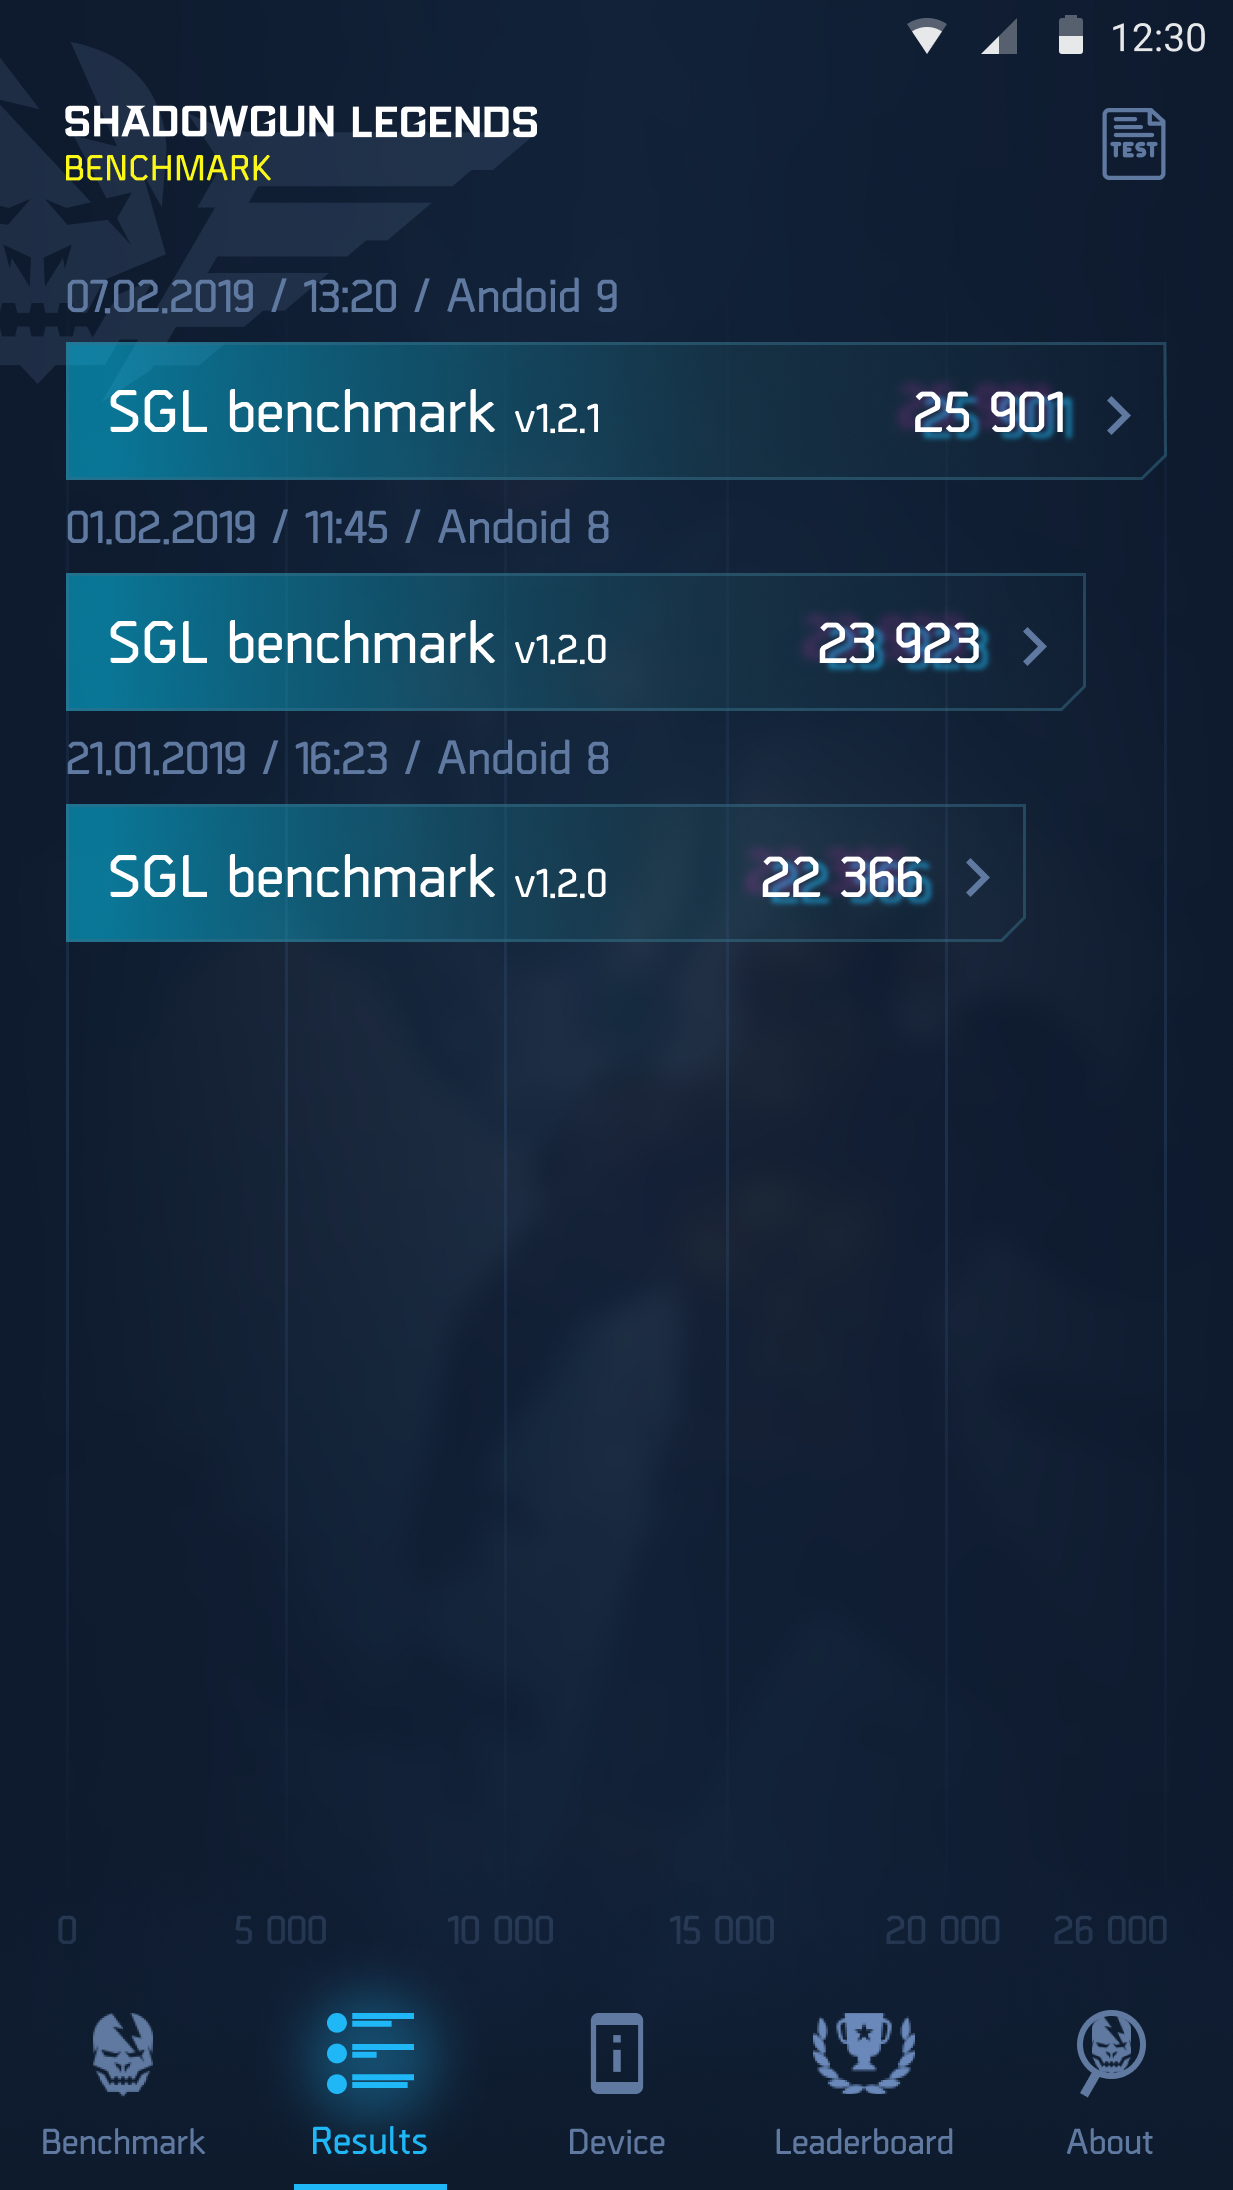 12:30
SHADOWGUN LEGENDS
BENCHMARK
TEST
07.02.2019 / 13:20 / Andoid 9
SGL benchmark v1.2.1 25 901
01.02.2019 / 11:45 / Andoid 8
SGL benchmark v1.2.0 23 923
21.01.2019 / 16:23 / Andoid 8
SGL benchmark v1.2.0 22 366
0 5 000 10 000 15 000 20 000 26 000
Benchmark Results Device Leaderboard About